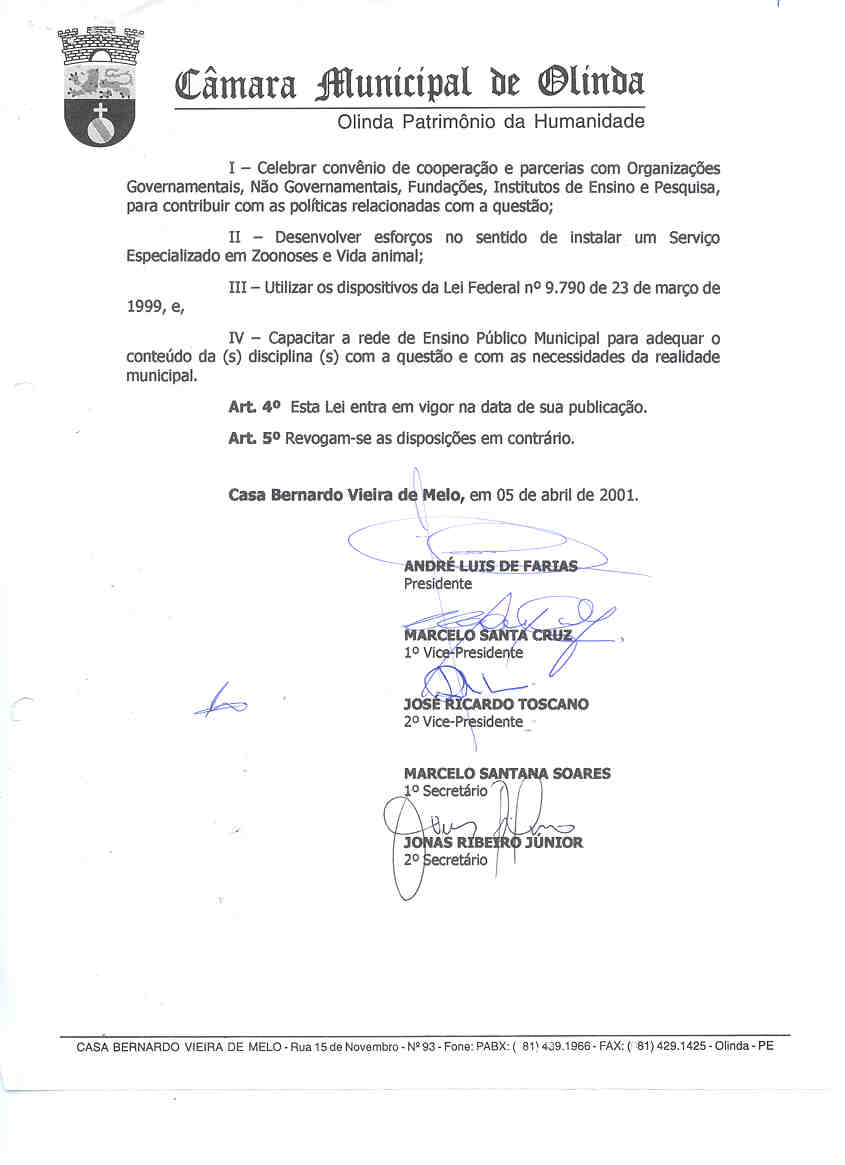 Câmara Municipal de Olinda
Olinda Patrimônio da Humanidade
I – Celebrar convênio de cooperação e parcerias com Organizações
Governamentais, Não Governamentais, Fundações, Institutos de Ensino e Pesquisa,
para contribuir com as políticas relacionadas com a questão;
II – Desenvolver esforços no sentido de instalar um Serviço
Especializado em Zoonoses e Vida animal;
III – Utilizar os dispositivos da Lei Federal nº 9.790 de 23 de março de
1999, e,
IV – Capacitar a rede de Ensino Público Municipal para adequar o
conteúdo da (s) disciplina (s) com a questão e com as necessidades da realidade
municipal.
Art. 4º Esta Lei entra em vigor na data de sua publicação.
Art. 5º Revogam-se as disposições em contrário.
Casa Bernardo Vieira de Melo, em 05 de abril de 2001.
ANDRÉ LUIS DE FARIAS
Presidente
MARCELO SANTA CRUZ
1º Vice-Presidente
JOSÉ RICARDO TOSCANO
2º Vice-Presidente
MARCELO SANTANA SOARES
1º Secretário
JONAS RIBEIRO JÚNIOR
2º Secretário
CASA BERNARDO VIEIRA DE MELO - Rua 15 de Novembro - Nº 93 - Fone: PABX: ( 81) 439.1966 - FAX: ( 81) 429.1425 - Olinda - PE